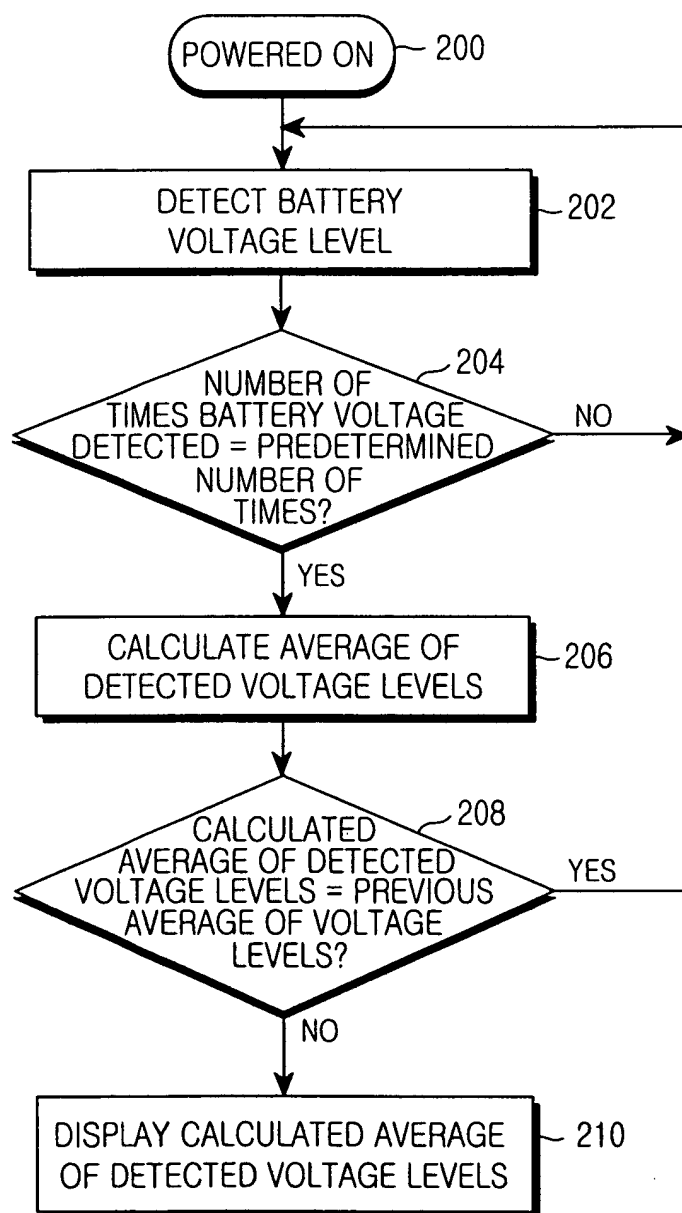 POWERED ON
200
DETECT BATTERY
VOLTAGE LEVEL
202
204
NUMBER OF
TIMES BATTERY VOLTAGE
DETECTED = PREDETERMINED
NUMBER OF
TIMES?
NO
YES
CALCULATE AVERAGE OF
DETECTED VOLTAGE LEVELS
206
208
CALCULATED
AVERAGE OF DETECTED
VOLTAGE LEVELS = PREVIOUS
AVERAGE OF VOLTAGE
LEVELS?
YES
NO
DISPLAY CALCULATED AVERAGE
OF DETECTED VOLTAGE LEVELS
210